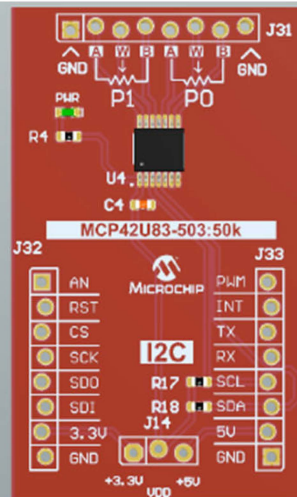 J31
A W B A W B
GND GND
P1 P0
PWR
R4
U4.
C4
MCP42U83-503:50k
J32 J33
MICROCHIP
AN PWM
RST INT
CS TX
SCK I2C RX
SDO R17 SCL
SDI R18 SDA
3.3V J14 5V
GND GND
+3.3V +5V
VDD